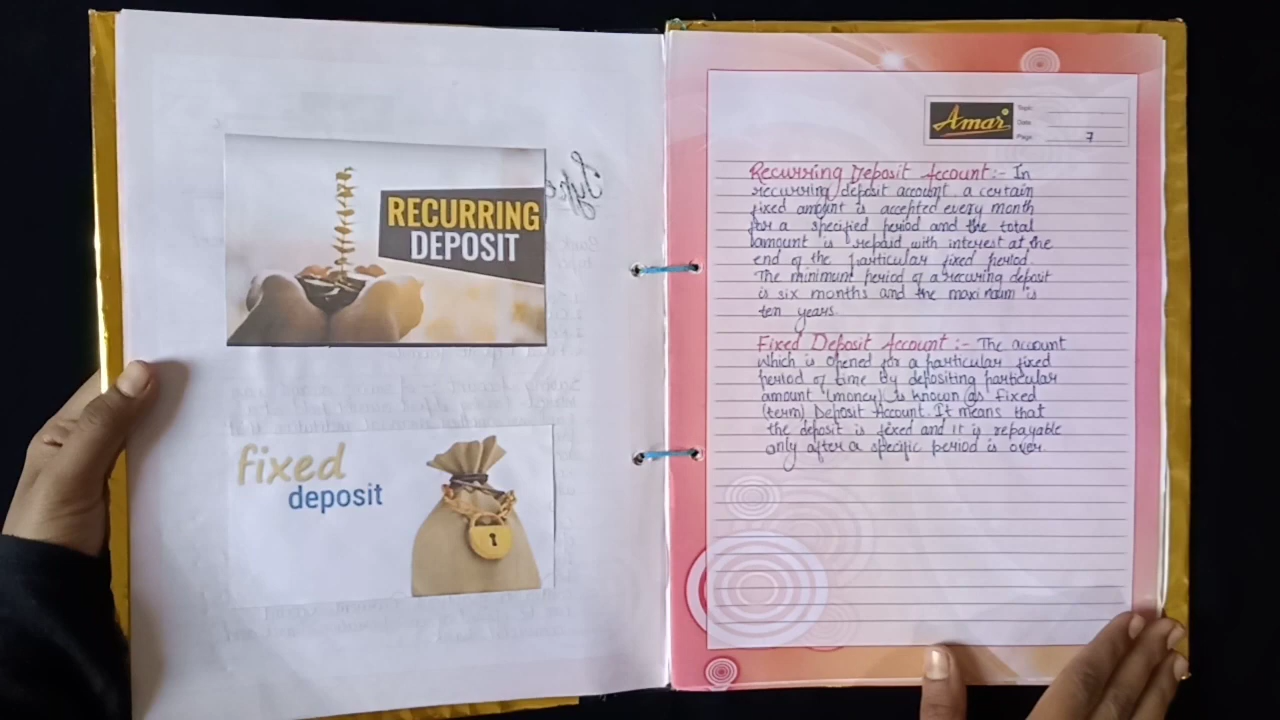 RECURRING
DEPOSIT
fixed
deposit
Amar
Topic
Date
Page 7
Recurring Deposit Account :- In
recurring deposit account a certain
fixed amount is accepted every month
for a specified period and the total
amount is repaid with interest at the
end of the particular fixed period.
The minimum period of a recuring deposit
is six months and the maximum is
ten years.
Fixed Deposit Account :- The account
which is opened for a particular fixed
period of time by depositing particular
amount (money) is known as Fixed
(term) Deposit Account. It means that
the deposit is fixed and it is repayable
only after a specific period is over.